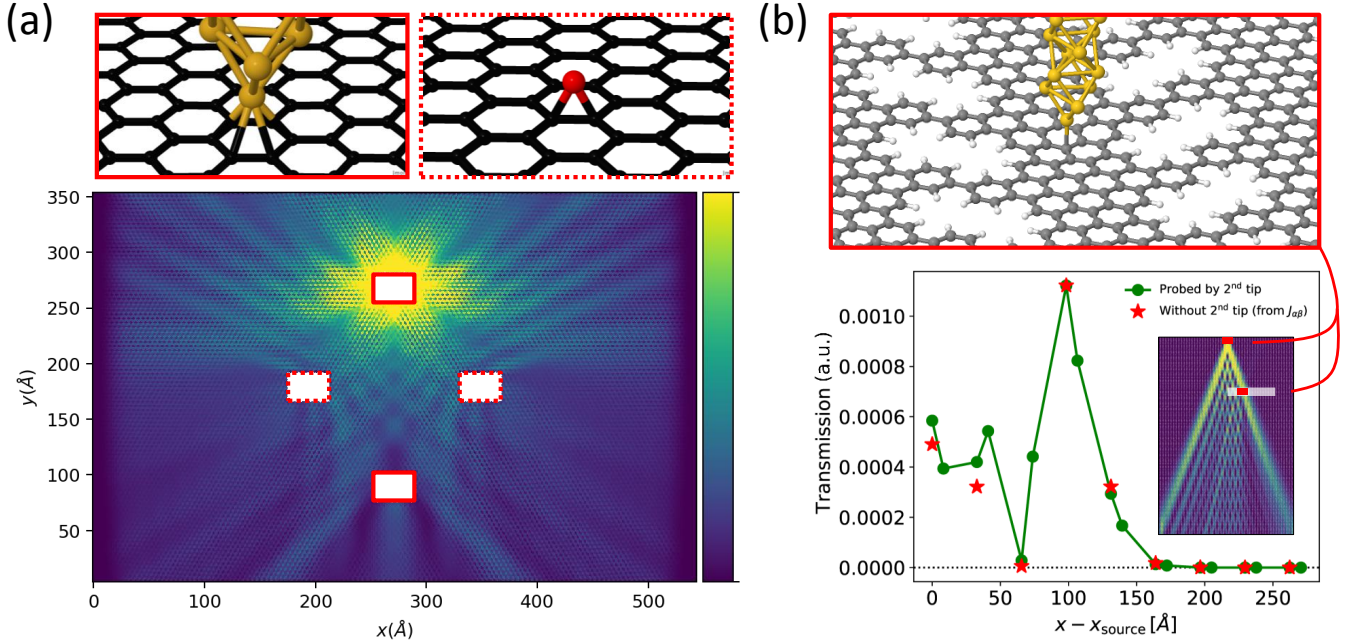 (a)
(b)
350
300
250
200
150
100
50
y(Å)
0 100 200 300 400 500
x(Å)
Transmission (a.u.)
0.0010
0.0008
0.0006
0.0004
0.0002
0.0000
Probed by 2nd tip
Without 2nd tip (from Jαβ)
0 50 100 150 200 250
x − xsource [Å]